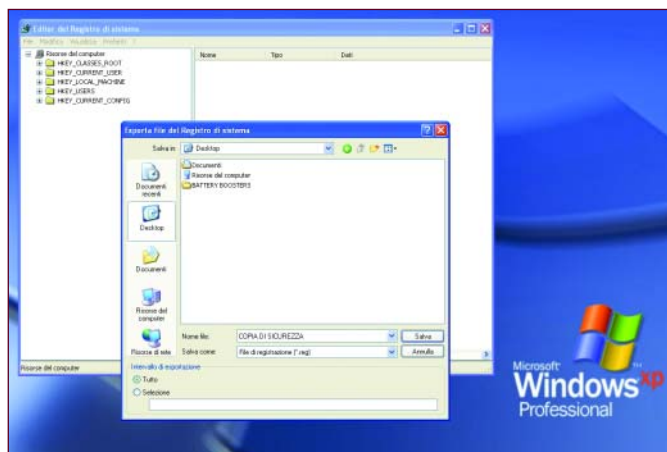 Editor del Registro di sistema
File Modifica Visualizza Preferiti ?
Risorse del computer
HKEY_CLASSES_ROOT
HKEY_CURRENT_USER
HKEY_LOCAL_MACHINE
HKEY_USERS
HKEY_CURRENT_CONFIG
Nome Tipo Dati
Esporta file del Registro di sistema
Salva in: Desktop
Documenti
Risorse del computer
BATTERY BOOSTERS
Documenti recenti
Desktop
Documenti
Risorse del computer
Risorse di rete
Nome file: COPIA DI SICUREZZA Salva
Salva come: File di registrazione (*.reg) Annulla
Intervallo di esportazione
Tutto
Selezione
Risorse del computer
Microsoft
Windows xp
Professional